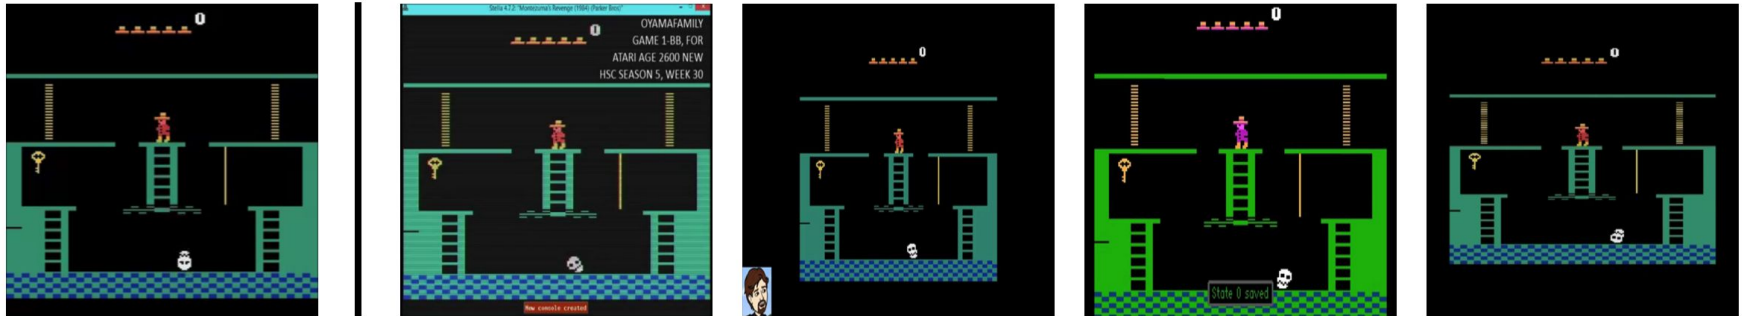 0
Stella 4.7.2: "Montezuma's Revenge (1984) (Parker Bros)"
OYAMAFAMILY
0
GAME 1-BB, FOR
ATARI AGE 2600 NEW
HSC SEASON 5, WEEK 30
New console created
0
0
State 0 saved
0